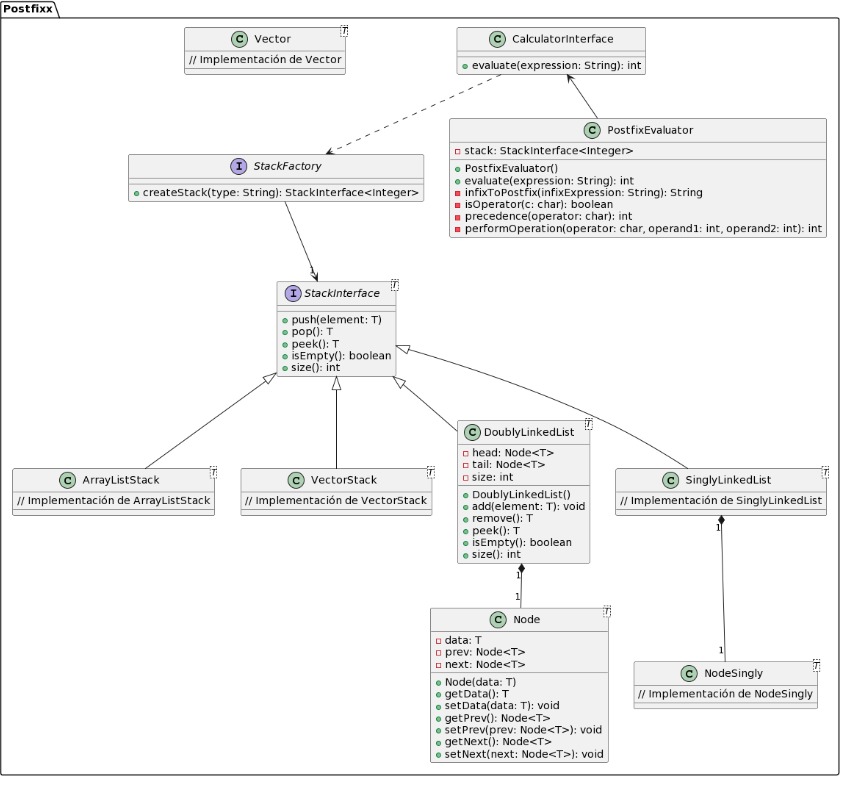 Postfixx
C Vector T
// Implementación de Vector
C CalculatorInterface
evaluate(expression: String): int
C PostfixEvaluator
stack: StackInterface<Integer>
PostfixEvaluator()
evaluate(expression: String): int
infixToPostfix(infixExpression: String): String
isOperator(c: char): boolean
precedence(operator: char): int
performOperation(operator: char, operand1: int, operand2: int): int
I StackFactory
createStack(type: String): StackInterface<Integer>
1
I StackInterface T
push(element: T)
pop(): T
peek(): T
isEmpty(): boolean
size(): int
C ArrayListStack T
// Implementación de ArrayListStack
C VectorStack T
// Implementación de VectorStack
C DoublyLinkedList T
head: Node<T>
tail: Node<T>
size: int
DoublyLinkedList()
add(element: T): void
remove(): T
peek(): T
isEmpty(): boolean
size(): int
C SinglyLinkedList T
// Implementación de SinglyLinkedList
1
1
C Node T
data: T
prev: Node<T>
next: Node<T>
Node(data: T)
getData(): T
setData(data: T): void
getPrev(): Node<T>
setPrev(prev: Node<T>): void
getNext(): Node<T>
setNext(next: Node<T>): void
1
1
C NodeSingly T
// Implementación de NodeSingly